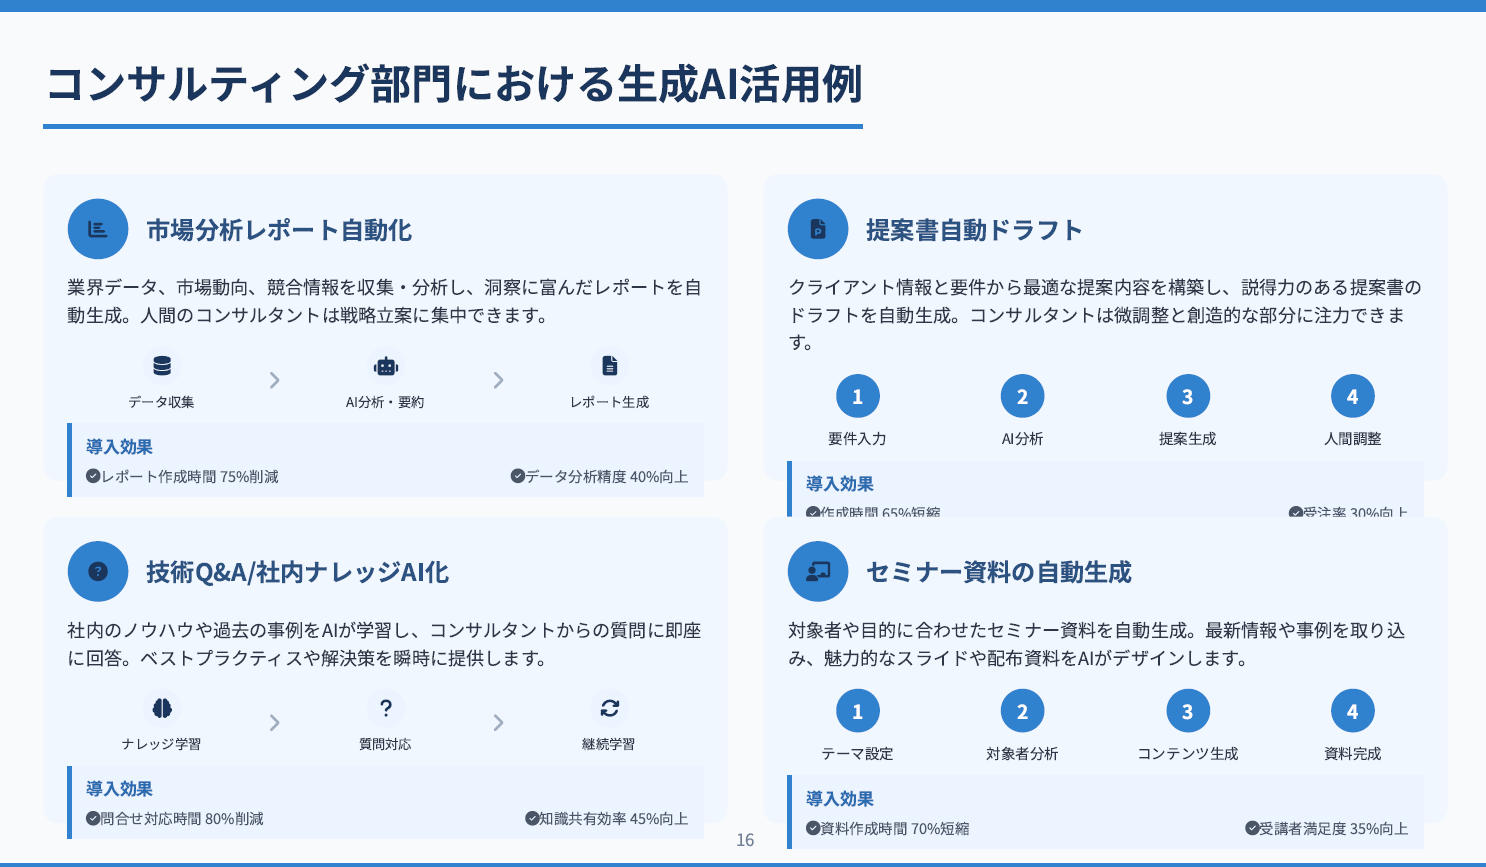 コンサルティング部門における生成AI活用例
市場分析レポート自動化
業界データ、市場動向、競合情報を収集・分析し、洞察に富んだレポートを自
動生成。人間のコンサルタントは戦略立案に集中できます。
データ収集
AI分析・要約
レポート生成
導入効果
レポート作成時間 75%削減
データ分析精度 40%向上
提案書自動ドラフト
クライアント情報と要件から最適な提案内容を構築し、説得力のある提案書の
ドラフトを自動生成。コンサルタントは微調整と創造的な部分に注力できま
す。
1
2
3
4
要件入力
AI分析
提案生成
人間調整
導入効果
作成時間 65%短縮
受注率 30%向上
技術Q&A/社内ナレッジAI化
社内のノウハウや過去の事例をAIが学習し、コンサルタントからの質問に即座
に回答。ベストプラクティスや解決策を瞬時に提供します。
ナレッジ学習
質問対応
継続学習
導入効果
問合せ対応時間 80%削減
知識共有効率 45%向上
セミナー資料の自動生成
対象者や目的に合わせたセミナー資料を自動生成。最新情報や事例を取り込
み、魅力的なスライドや配布資料をAIがデザインします。
1
2
3
4
テーマ設定
対象者分析
コンテンツ生成
資料完成
導入効果
資料作成時間 70%短縮
受講者満足度 35%向上
16